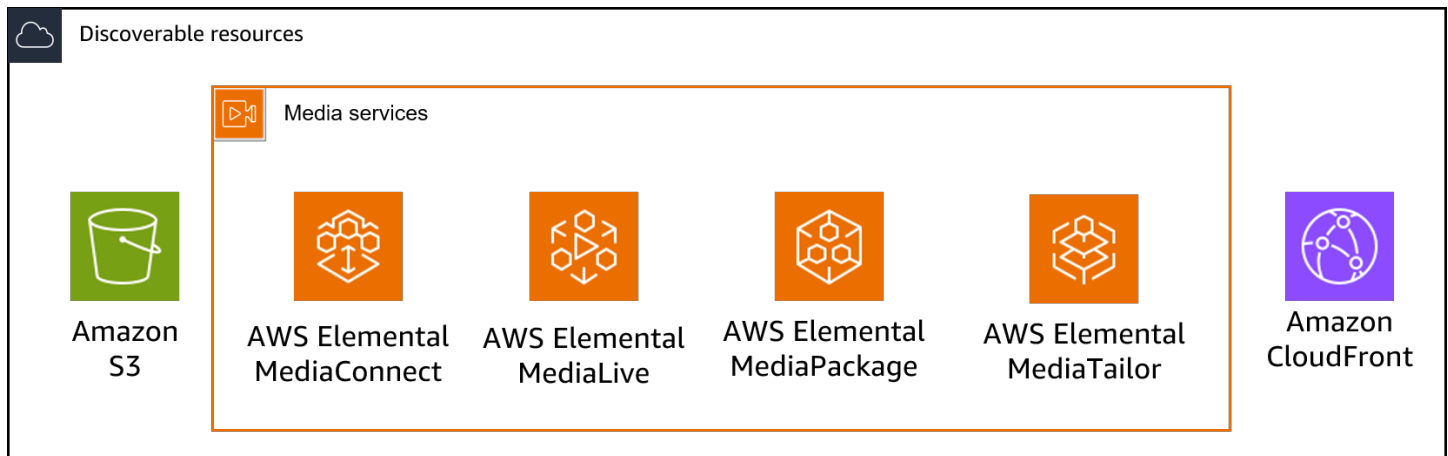 Discoverable resources
Media services
Amazon
S3
AWS Elemental
MediaConnect
AWS Elemental
MediaLive
AWS Elemental
MediaPackage
AWS Elemental
MediaTailor
Amazon
CloudFront